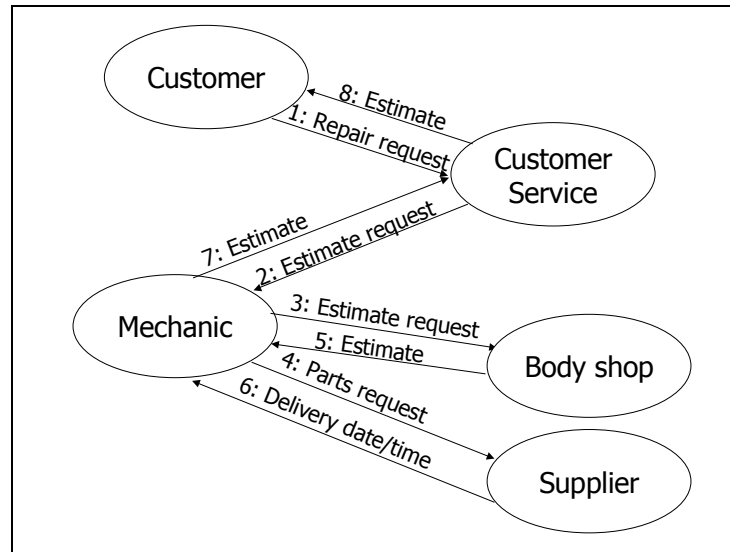 Customer
8: Estimate
1: Repair request
Customer
Service
7: Estimate
2: Estimate request
Mechanic
3: Estimate request
5: Estimate
4: Parts request
6: Delivery date/time
Body shop
Supplier